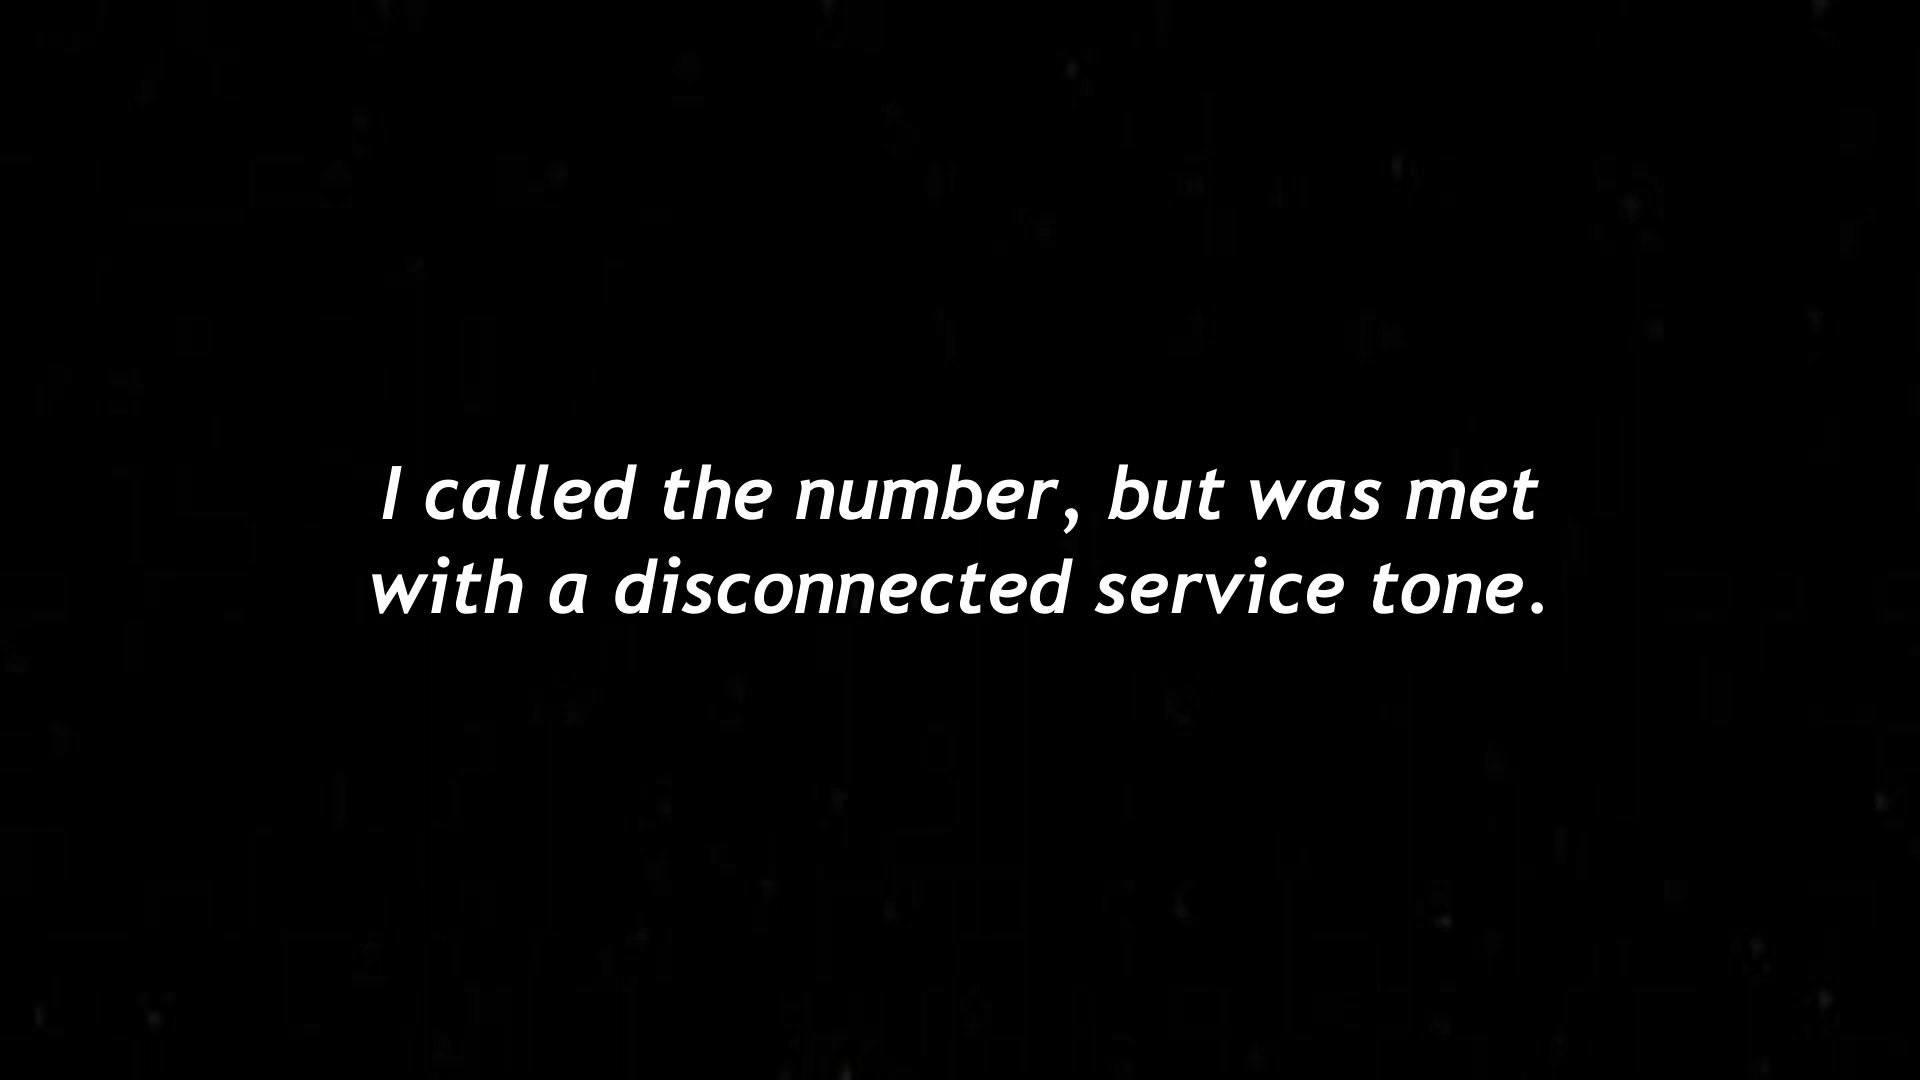 I called the number, but was met
with a disconnected service tone.